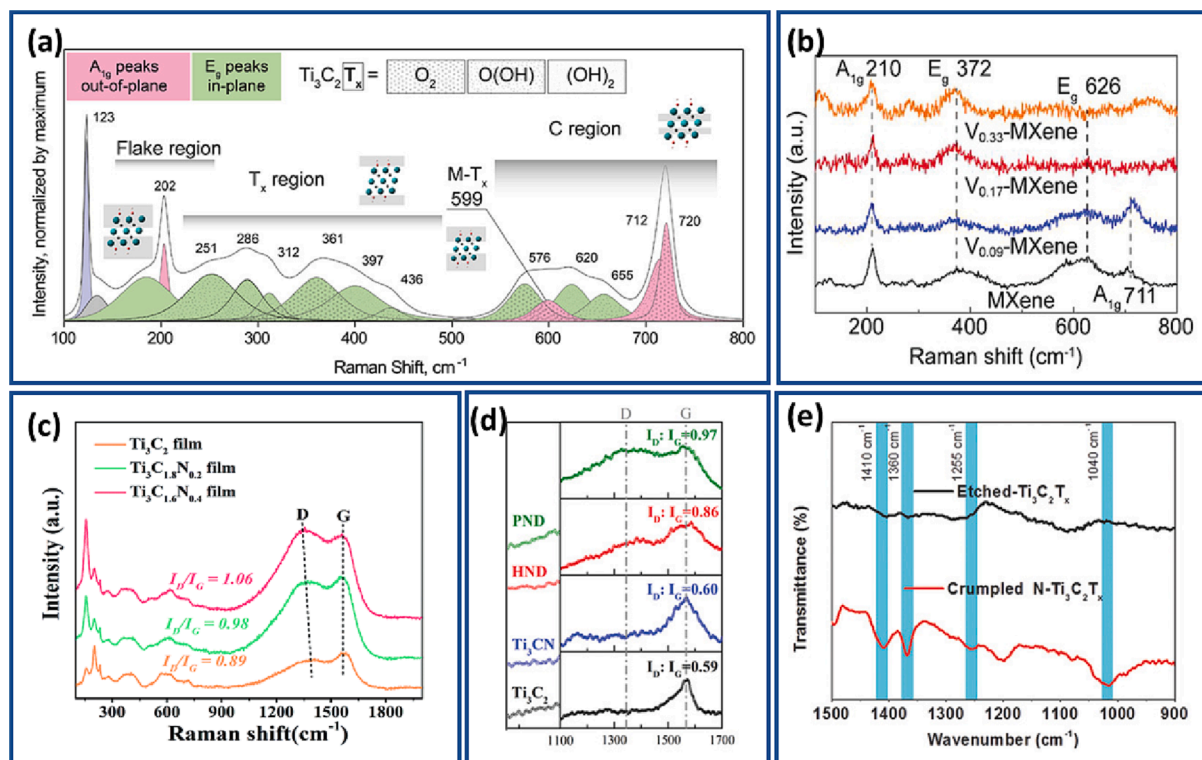 (a)
A1g peaks
out-of-plane
Eg peaks
in-plane
Ti3C2Tx =
O2
O(OH)
(OH)2
123
Flake region
202
Tx region
251
286
312
361
397
436
M-Tx
599
C region
576
620
655
712
720
Intensity, normalized by maximum
100
200
300
400
500
600
700
800
Raman Shift, cm-1
(b)
A1g 210
Eg 372
Eg 626
V0.33-MXene
V0.17-MXene
V0.09-MXene
MXene
A1g 711
Intensity (a.u.)
200
400
600
800
Raman shift (cm-1)
(c)
Ti3C2 film
Ti3C1.8N0.2 film
Ti3C1.6N0.4 film
D
G
ID/IG = 1.06
ID/IG = 0.98
ID/IG = 0.89
Intensity (a.u.)
300
600
900
1200
1500
1800
Raman shift(cm-1)
(d)
D
G
ID: IG=0.97
PND
ID: IG=0.86
HND
ID: IG=0.60
Ti3CN
ID: IG=0.59
Ti3C2
1100
1300
1500
1700
(e)
1410 cm-1
1360 cm-1
1255 cm-1
1040 cm-1
Etched-Ti3C2Tx
Crumpled N-Ti3C2Tx
Transmittance (%)
1500
1400
1300
1200
1100
1000
900
Wavenumber (cm-1)